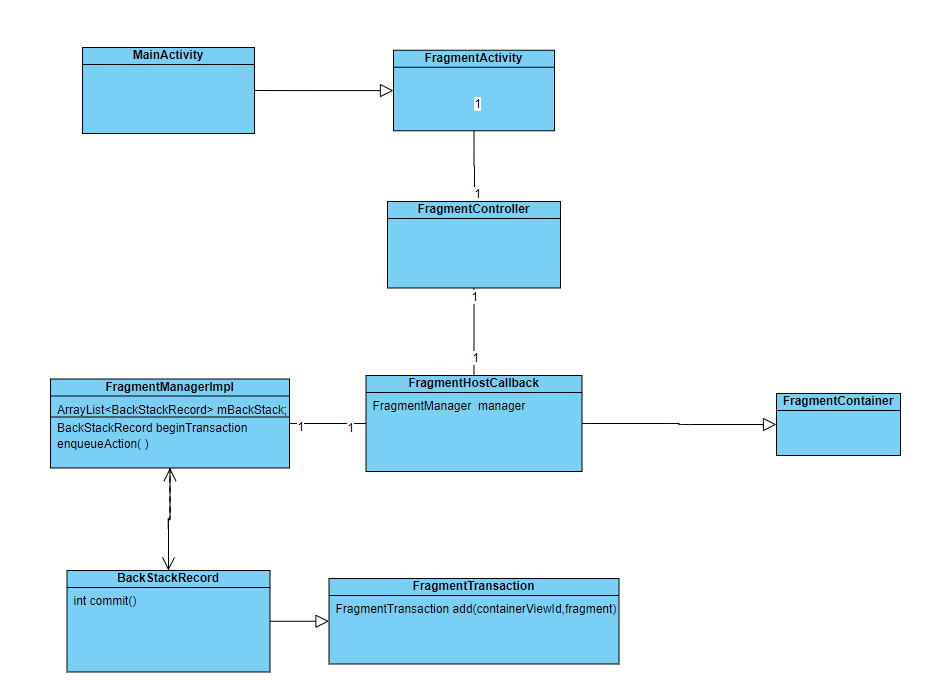 MainActivity
FragmentActivity
1
1
FragmentController
1
1
FragmentManagerImpl
ArrayList<BackStackRecord> mBackStack;
BackStackRecord beginTransaction
enqueueAction( )
1
1
FragmentHostCallback
FragmentManager manager
FragmentContainer
BackStackRecord
int commit()
FragmentTransaction
FragmentTransaction add(containerViewId,fragment)